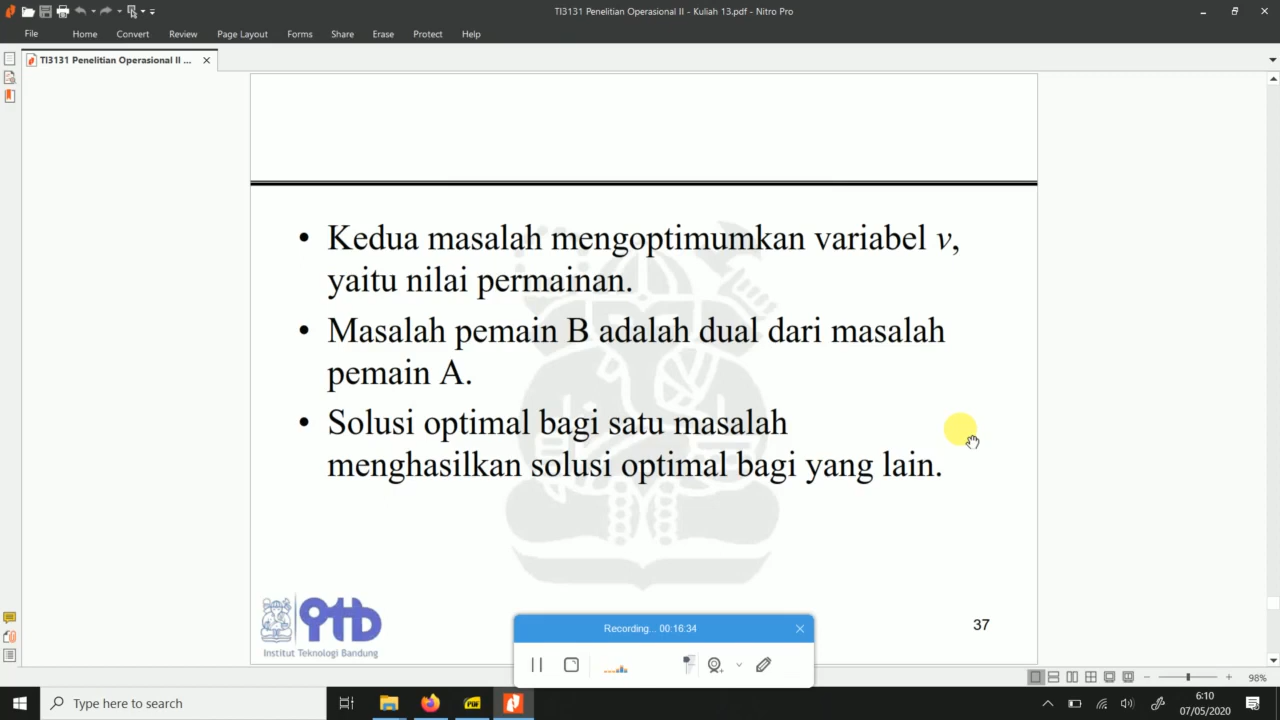 TI3131 Penelitian Operasional II - Kuliah 13.pdf - Nitro Pro
File Home Convert Review Page Layout Forms Share Erase Protect Help
TI3131 Penelitian Operasional II ...
• Kedua masalah mengoptimumkan variabel v,
yaitu nilai permainan.
• Masalah pemain B adalah dual dari masalah
pemain A.
• Solusi optimal bagi satu masalah
menghasilkan solusi optimal bagi yang lain.
Institut Teknologi Bandung
37
Recording... 00:16:34
98%
Type here to search
PDF
6:10
07/05/2020